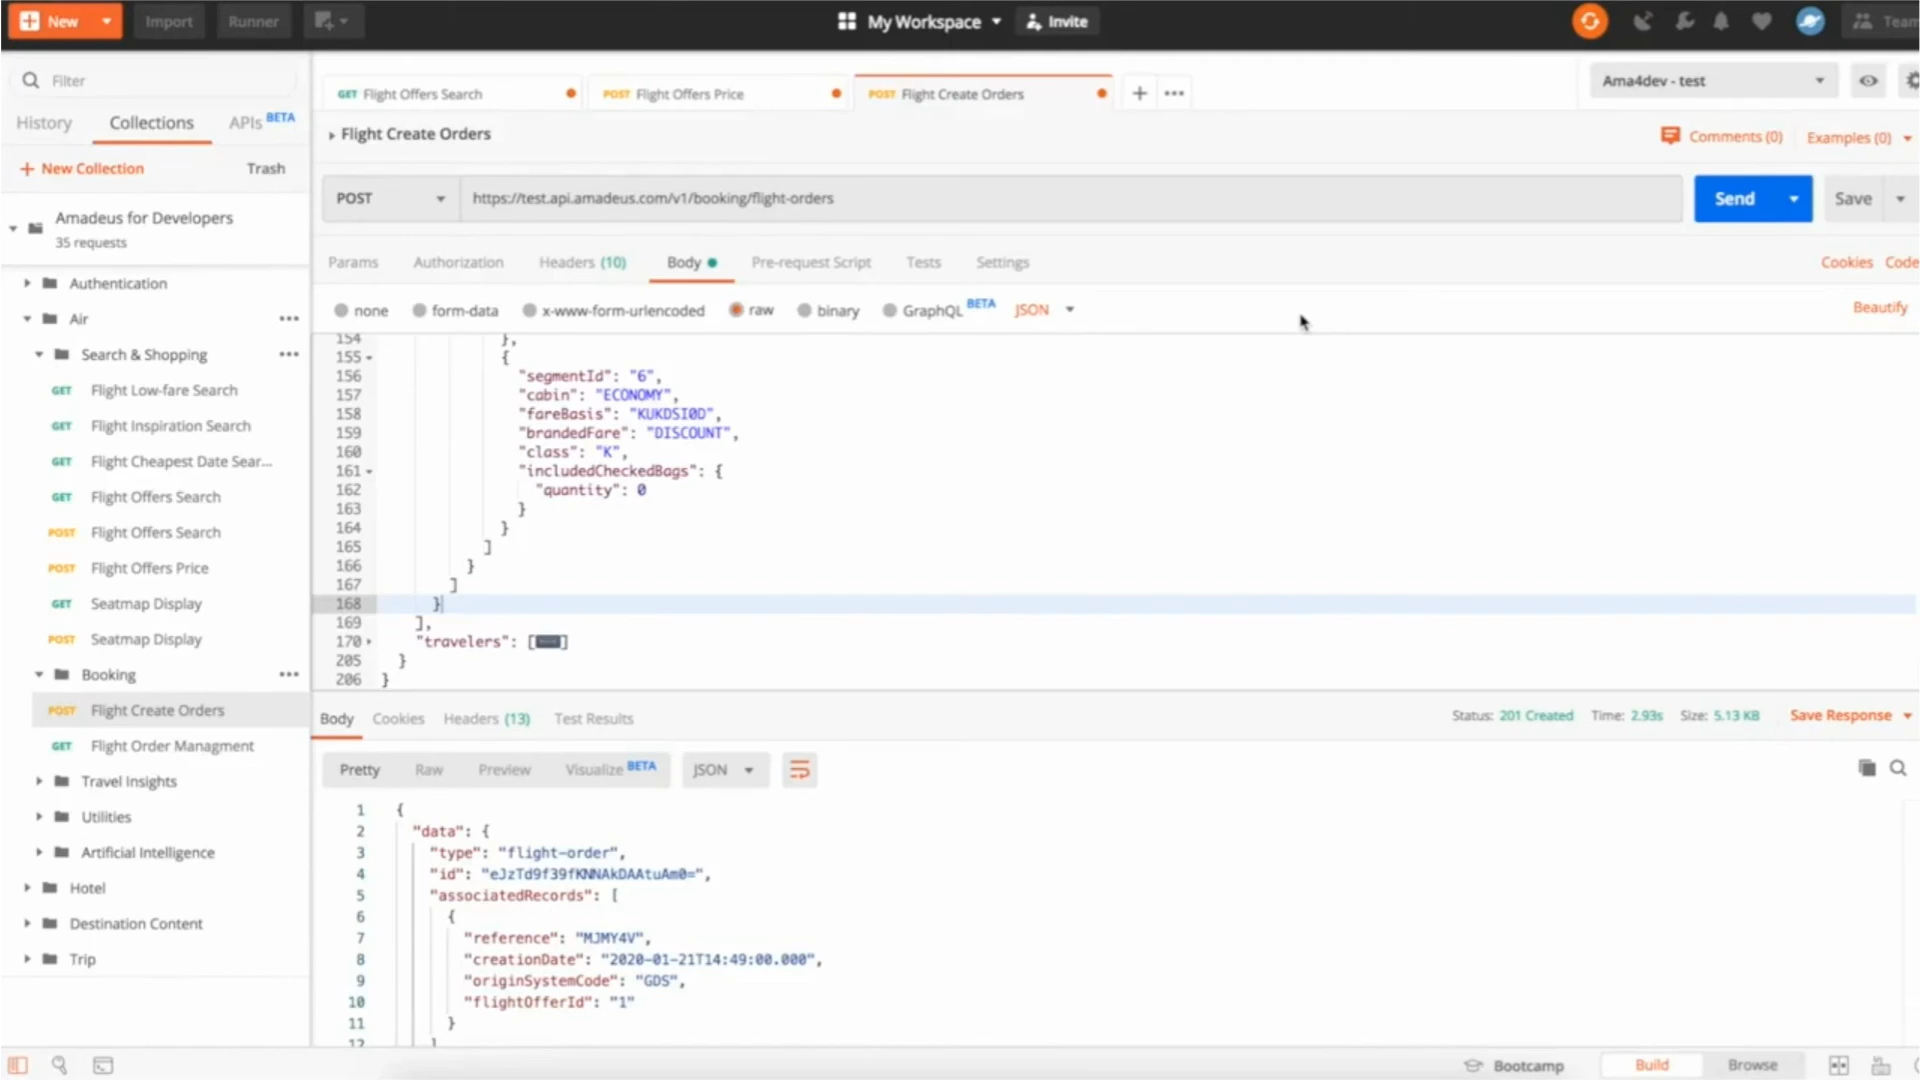 New
Import
Runner
My Workspace
Invite
Team
Filter
History
Collections
APIs BETA
New Collection
Trash
Amadeus for Developers
35 requests
Authentication
Air
Search & Shopping
GET Flight Low-fare Search
GET Flight Inspiration Search
GET Flight Cheapest Date Sear...
GET Flight Offers Search
POST Flight Offers Search
POST Flight Offers Price
GET Seatmap Display
POST Seatmap Display
Booking
POST Flight Create Orders
GET Flight Order Managment
Travel Insights
Utilities
Artificial Intelligence
Hotel
Destination Content
Trip
GET Flight Offers Search
POST Flight Offers Price
POST Flight Create Orders
Ama4dev - test
Flight Create Orders
Comments (0)
Examples (0)
POST
https://test.api.amadeus.com/v1/booking/flight-orders
Send
Save
Params
Authorization
Headers (10)
Body
Pre-request Script
Tests
Settings
Cookies
Code
none
form-data
x-www-form-urlencoded
raw
binary
GraphQL BETA
JSON
Beautify
154 },
155 {
156 "segmentId": "6",
157 "cabin": "ECONOMY",
158 "fareBasis": "KUKDSI0D",
159 "brandedFare": "DISCOUNT",
160 "class": "K",
161 "includedCheckedBags": {
162 "quantity": 0
163 }
164 }
165 ]
166 }
167 ]
168 }
169 ],
170 "travelers": []
205 }
206 }
Body
Cookies
Headers (13)
Test Results
Status: 201 Created
Time: 2.93s
Size: 5.13 KB
Save Response
Pretty
Raw
Preview
Visualize BETA
JSON
1 {
2 "data": {
3 "type": "flight-order",
4 "id": "eJzTd9f39fKNNAkDAAtuAm0=",
5 "associatedRecords": [
6 {
7 "reference": "MJMY4V",
8 "creationDate": "2020-01-21T14:49:00.000",
9 "originSystemCode": "GDS",
10 "flightOfferId": "1"
11 }
12 ]
Bootcamp
Build
Browse